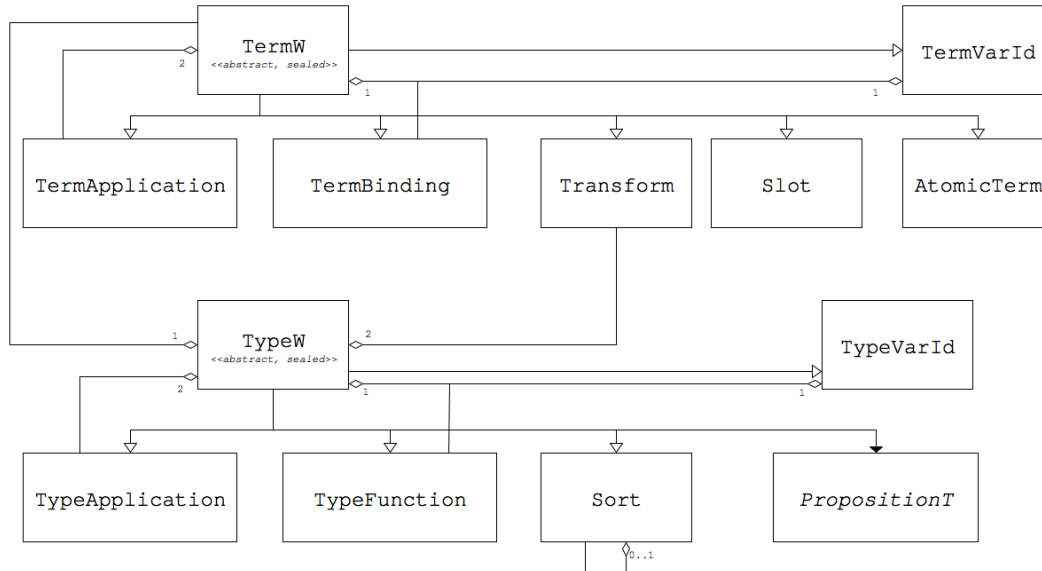 TermW
<<abstract, sealed>>
2
1
1
TermVarId
TermApplication
TermBinding
Transform
Slot
AtomicTerm
TypeW
<<abstract, sealed>>
1
2
2
1
1
TypeVarId
TypeApplication
TypeFunction
Sort
PropositionT
0..1